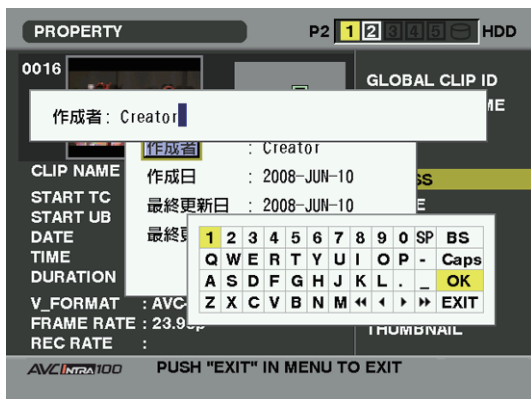 PROPERTY P2 1 2 3 4 5 HDD
0016
GLOBAL CLIP ID
作成者: Creator
作成者 : Creator
CLIP NAME
作成日 : 2008-JUN-10
START TC
最終更新日 : 2008-JUN-10
START UB
DATE
1 2 3 4 5 6 7 8 9 0 SP BS
TIME
Q W E R T Y U I O P - Caps
DURATION
A S D F G H J K L . _ OK
Z X C V B N M ◀◀ ◀ ▶ ▶▶ EXIT
V_FORMAT : AVC-
FRAME RATE : 23.98p
REC RATE :
THUMBNAIL
AVC INTRA 100 PUSH "EXIT" IN MENU TO EXIT